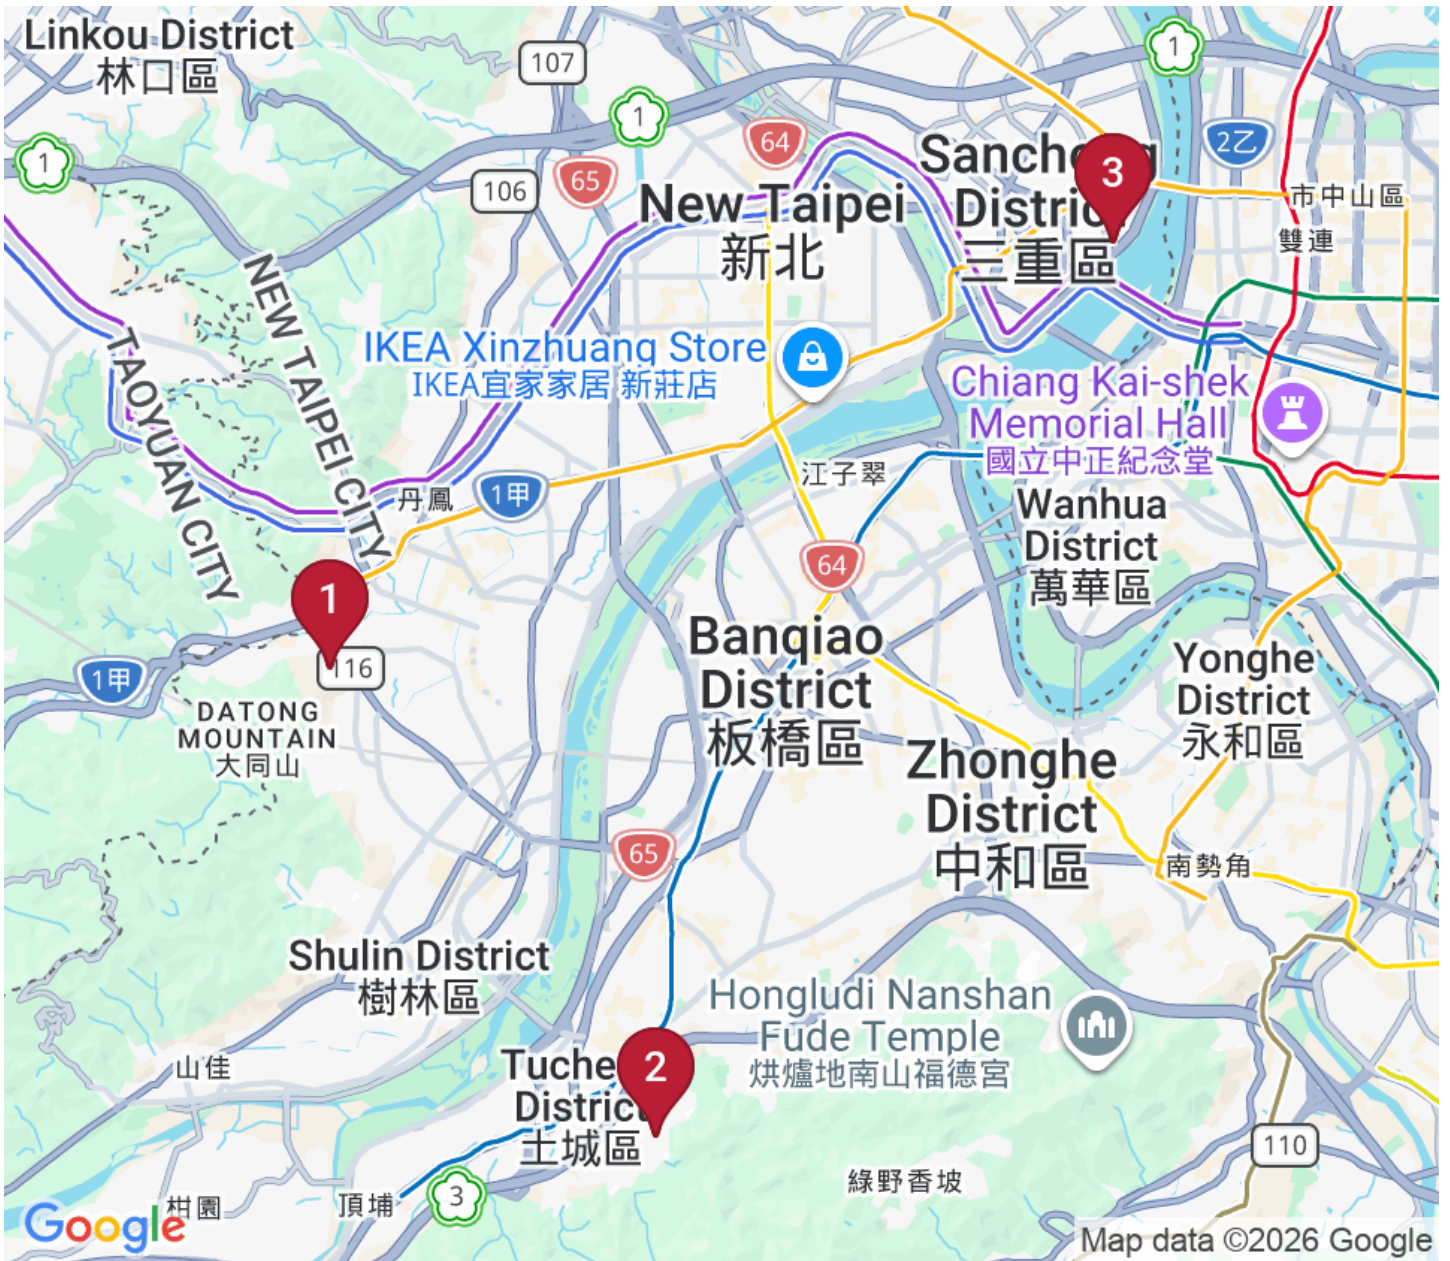 Linkou District
林口區
107
1
1
64
2乙
1
65
106
Sanchong
District
三重區
3
New Taipei
新北
市中山區
雙連
NEW TAIPEI CITY
TAOYUAN CITY
IKEA Xinzhuang Store
IKEA宜家家居 新莊店
Chiang Kai-shek
Memorial Hall
國立中正紀念堂
江子翠
丹鳳
1甲
Wanhua
District
萬華區
64
1
116
1甲
Banqiao
District
板橋區
Yonghe
District
永和區
DATONG
MOUNTAIN
大同山
Zhonghe
District
中和區
65
南勢角
Shulin District
樹林區
Hongludi Nanshan
Fude Temple
烘爐地南山福德宮
山佳
Tuche
District
土城區
2
110
綠野香坡
3
頂埔
柑園
Google
Map data ©2026 Google